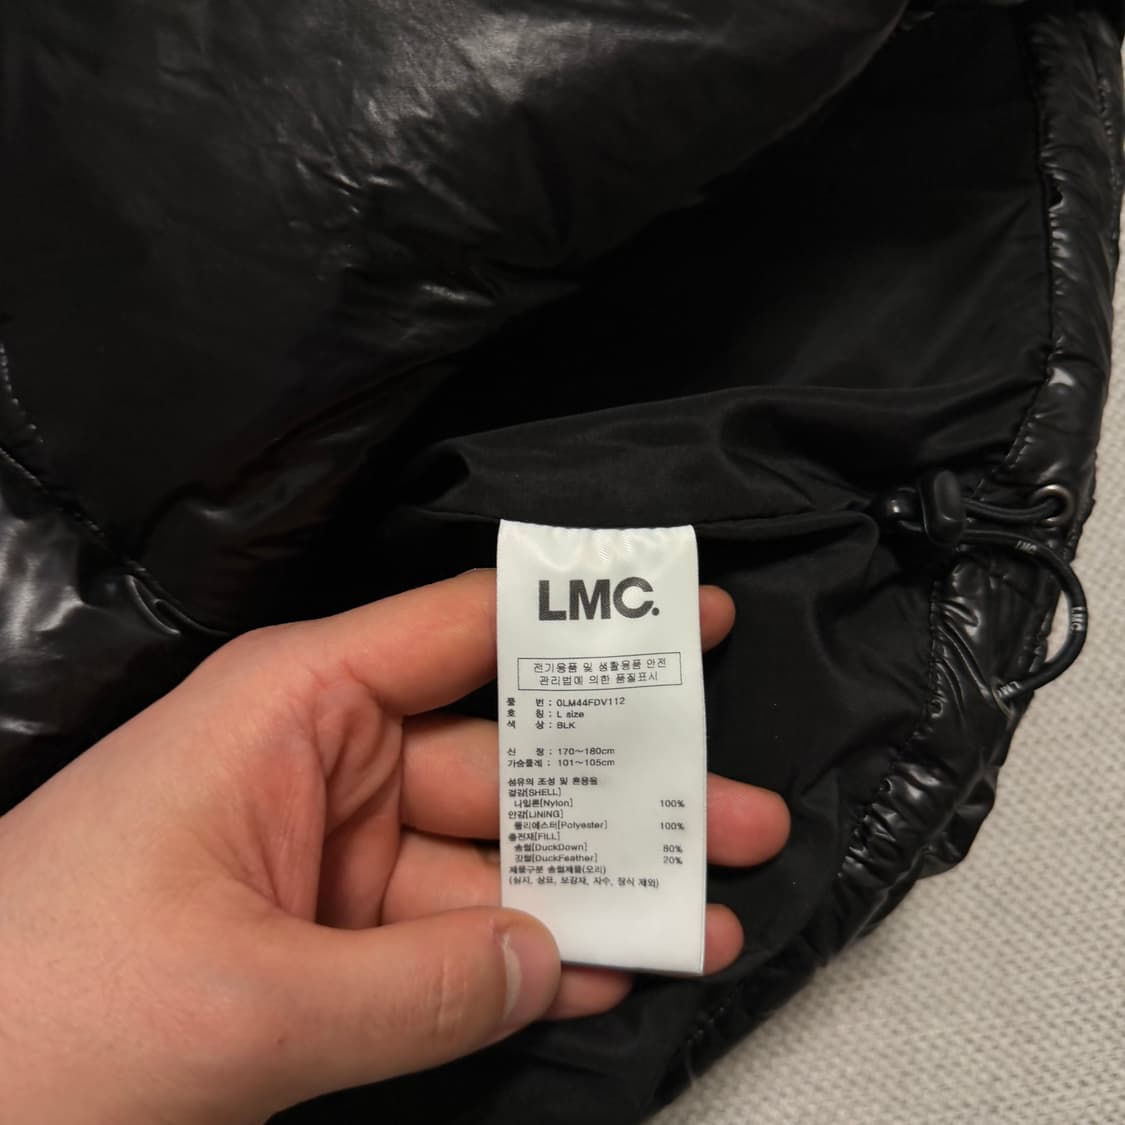 LMC.
전기용품 및 생활용품 안전
관리법에 의한 품질표시
품 번 : 0LM44FDV112
호 칭 : L size
색 상 : BLK
신 장 : 170~180cm
가슴둘레 : 101~105cm
섬유의 조성 및 혼용율
겉감[SHELL]
나일론[Nylon] 100%
안감[LINING]
폴리에스터[Polyester] 100%
충전재[FILL]
솜털[DuckDown] 80%
깃털[DuckFeather] 20%
제품구분 솜털제품(오리)
(심지, 상표, 보강재, 자수, 장식 제외)
LMC
LMC
LMC